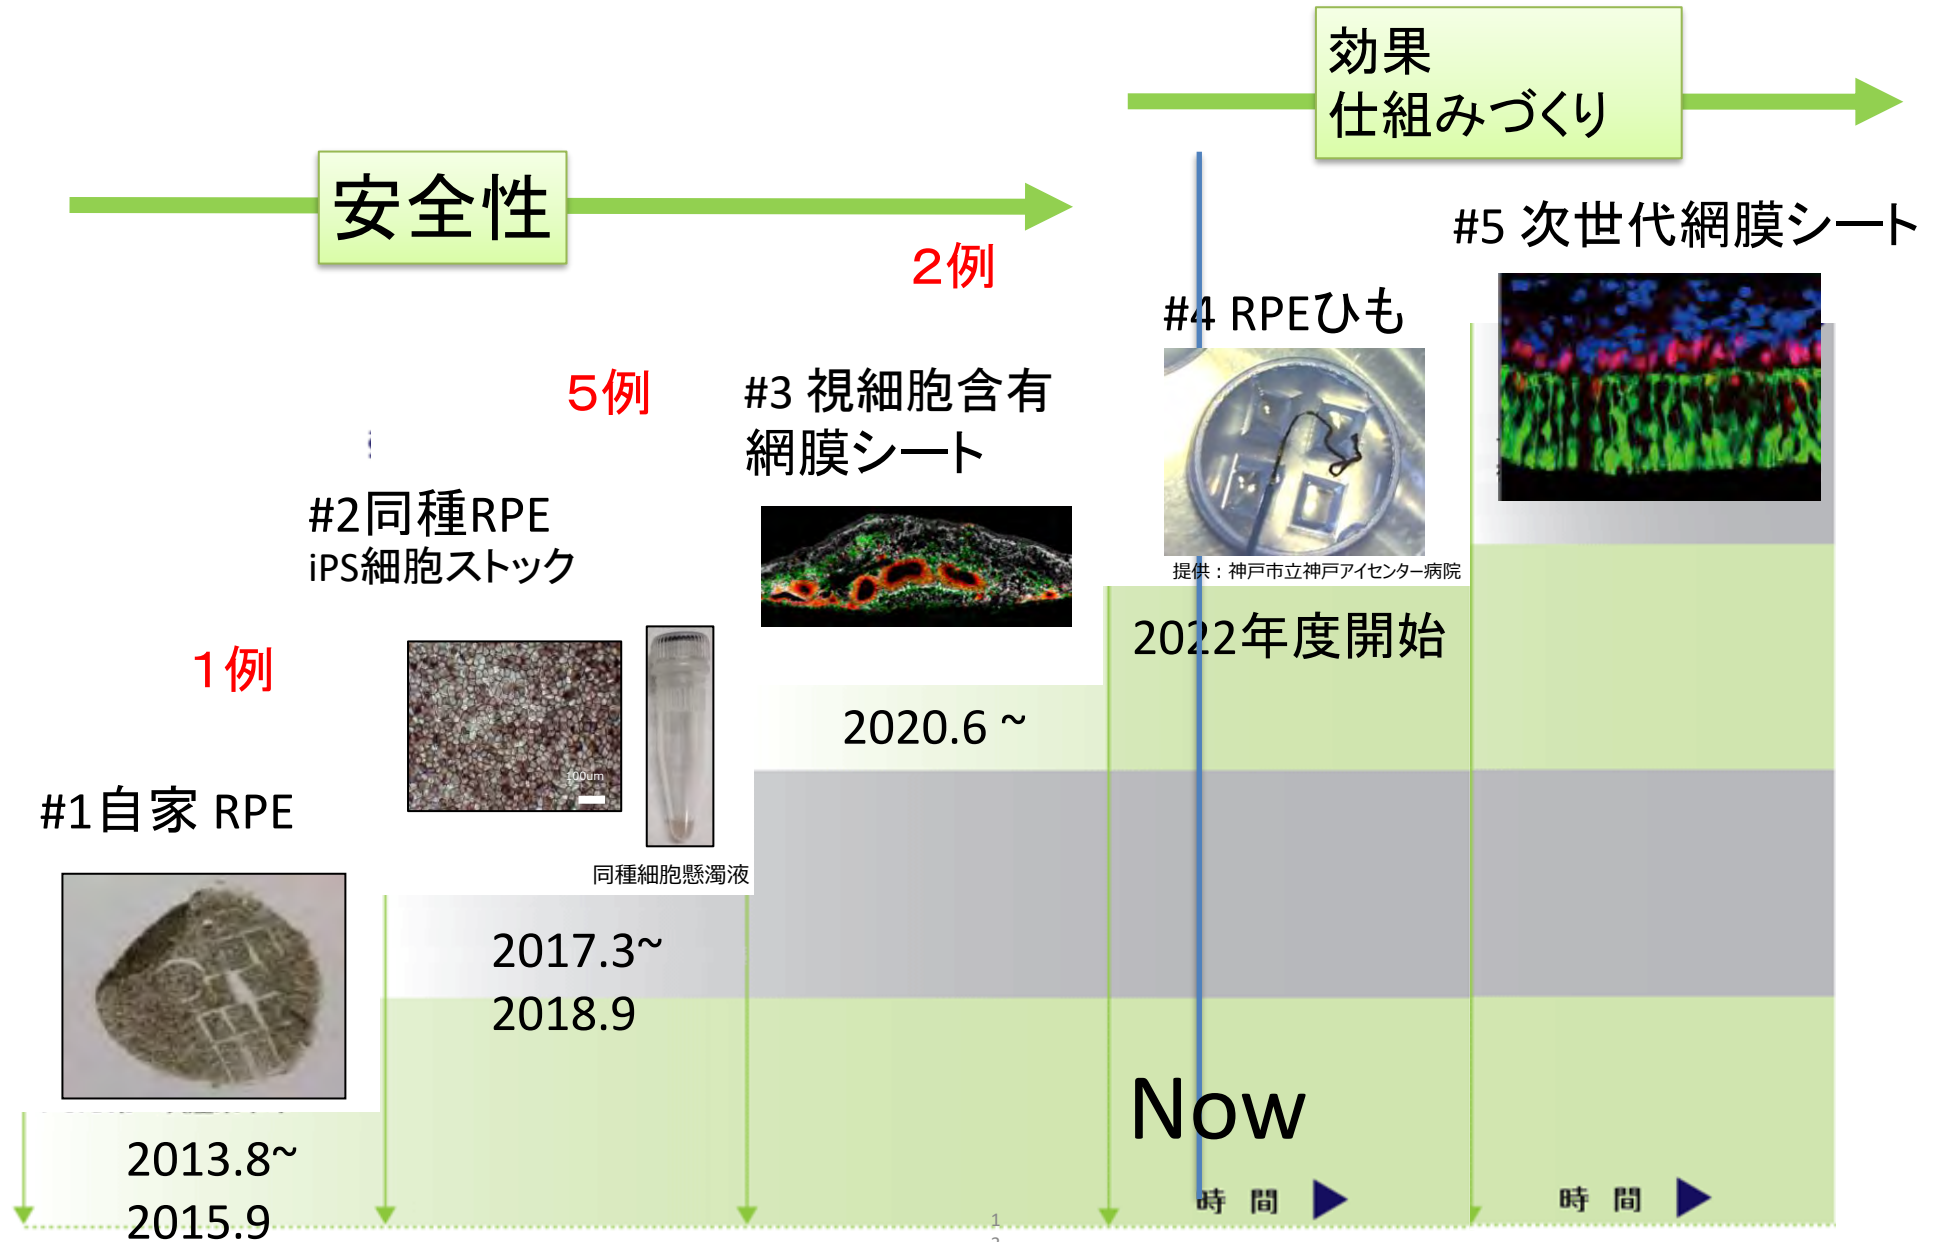 効果
仕組みづくり
安全性
#5 次世代網膜シート
2例
#4 RPEひも
5例
#3 視細胞含有
網膜シート
#2同種RPE
iPS細胞ストック
提供：神戸市立神戸アイセンター病院
2022年度開始
1例
2020.6 ~
100um
#1自家 RPE
同種細胞懸濁液
2017.3~
2018.9
Now
2013.8~
2015.9
時 間
時 間
1